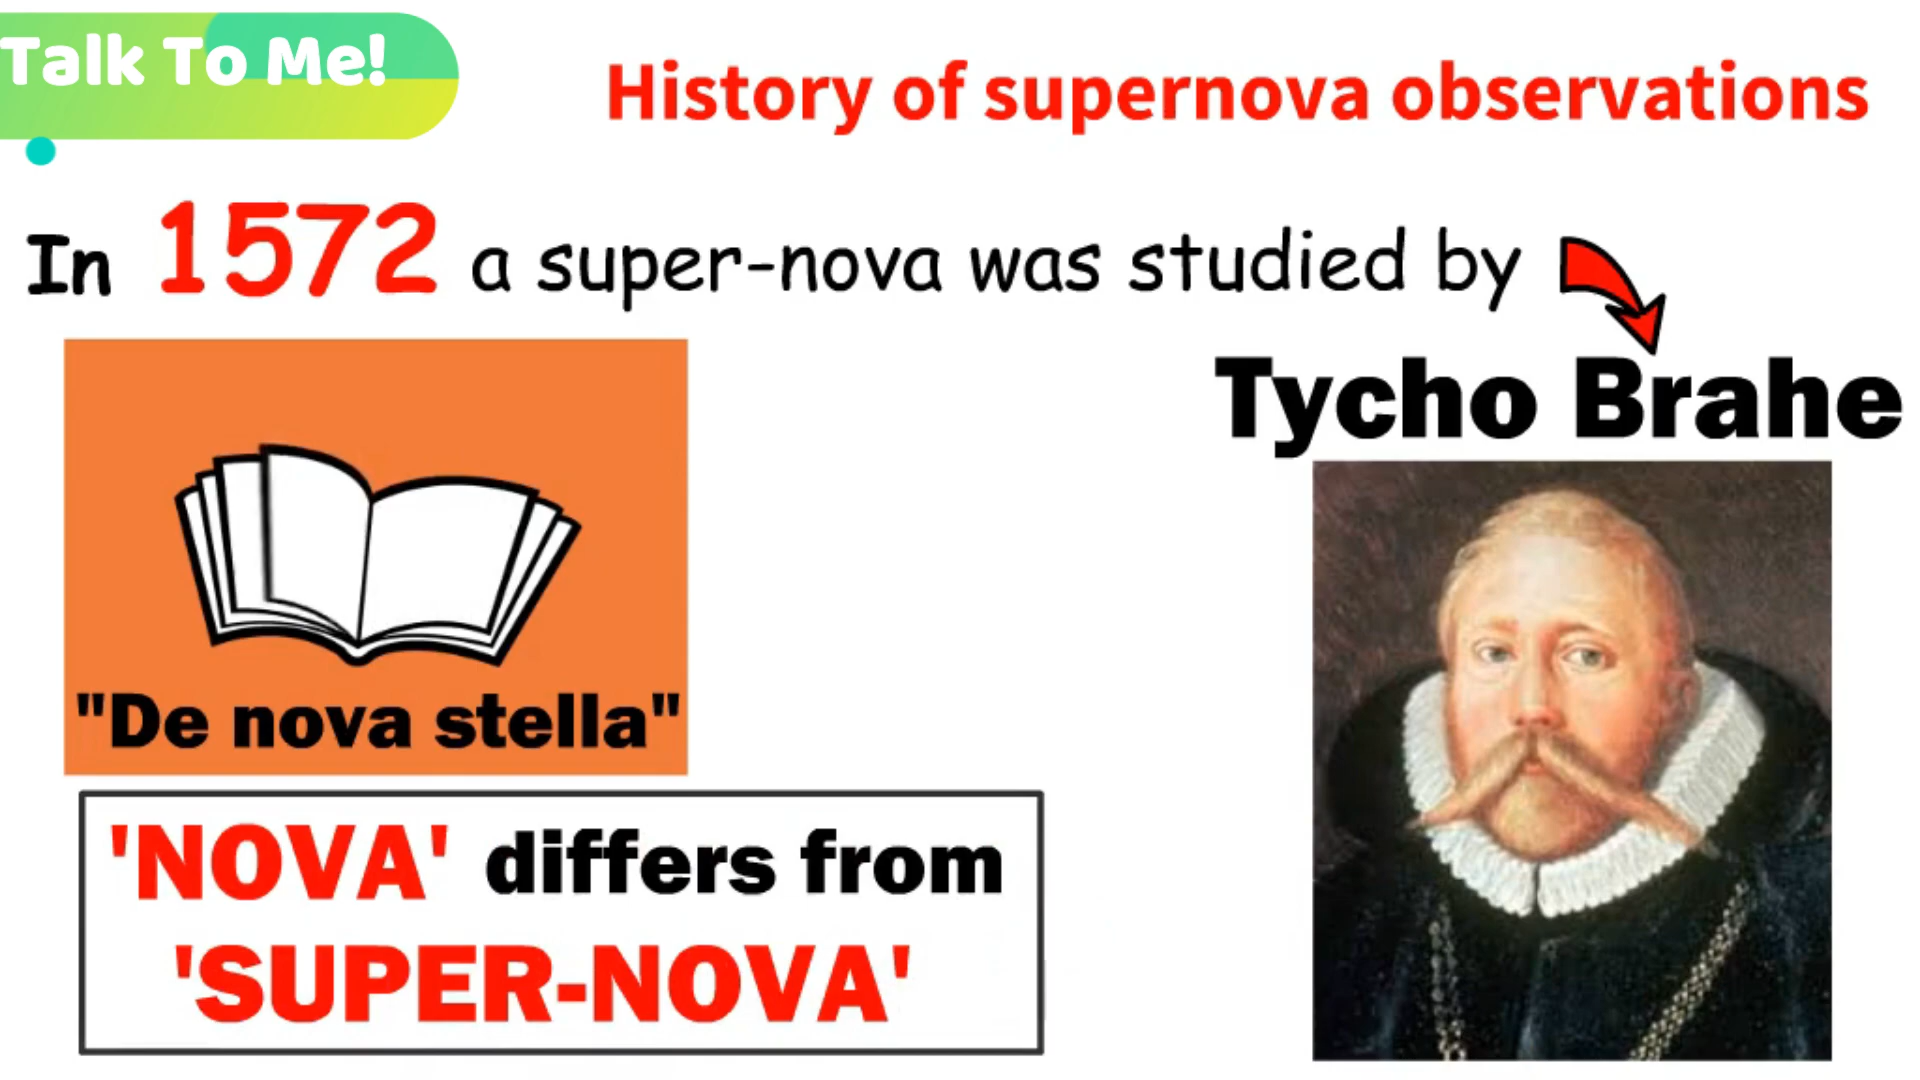 Talk To Me!
History of supernova observations
In 1572 a super-nova was studied by
Tycho Brahe
"De nova stella"
'NOVA' differs from
'SUPER-NOVA'